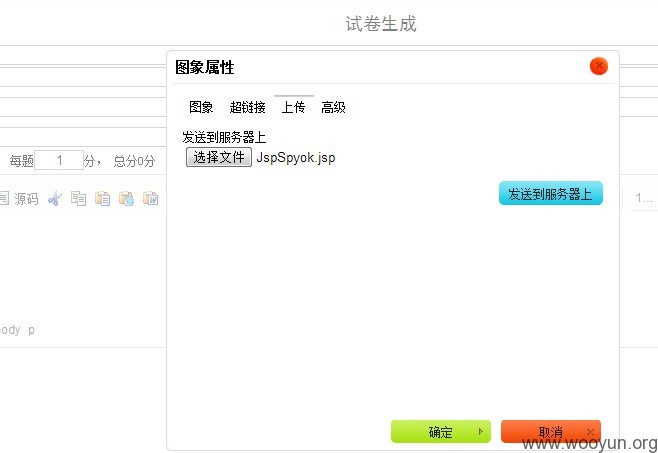 试卷生成
图象属性
图象 超链接 上传 高级
发送到服务器上
选择文件 JspSpyok.jsp
每题 1 分， 总分0分
发送到服务器上
源码
1...
body p
确定 取消
www.wooyun.org